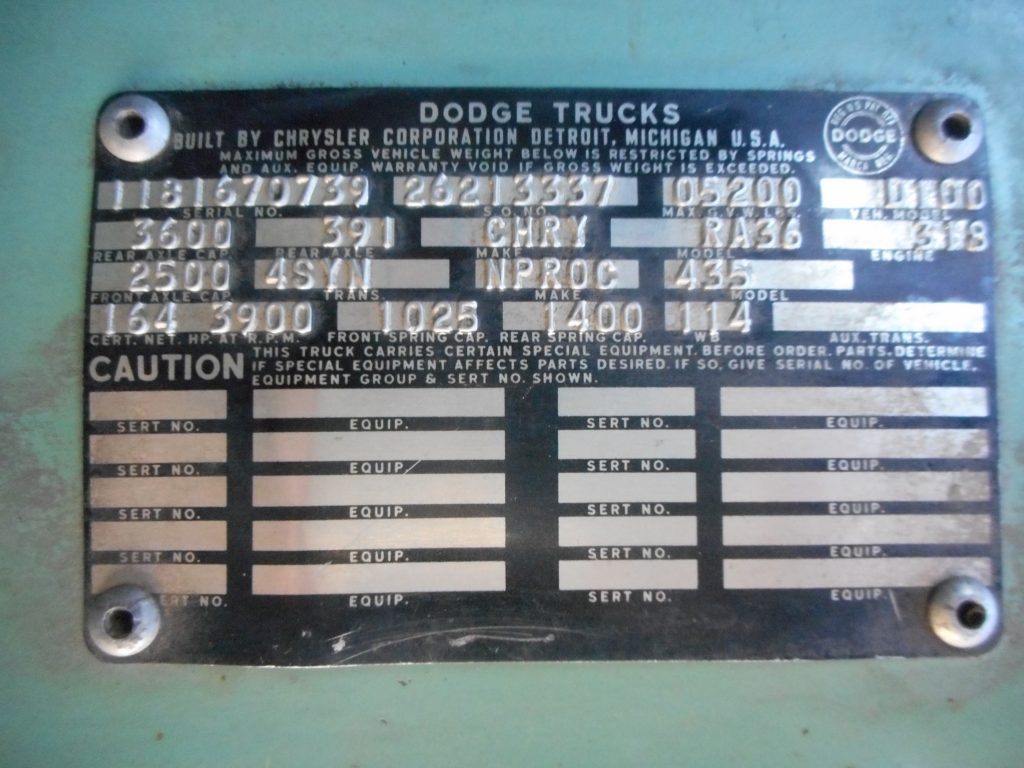 DODGE TRUCKS
BUILT BY CHRYSLER CORPORATION DETROIT, MICHIGAN U.S.A.
REG. U.S. PAT. OFF.
DODGE
MAXIMUM GROSS VEHICLE WEIGHT BELOW IS RESTRICTED BY SPRINGS
AND AUX. EQUIP. WARRANTY VOID IF GROSS WEIGHT IS EXCEEDED.
1181670739 26213337 05200 D100
SERIAL NO. S.O. NO. MAX. G.V.W. LBS. VEH. MODEL
3600 391 CHRY RA36 318
REAR AXLE CAP. REAR AXLE MAKE MODEL ENGINE
2500 4SYN NPROC 435
FRONT AXLE CAP. TRANS. MAKE MODEL
164 3900 1025 1400 114
CERT. NET. HP. AT R.P.M. FRONT SPRING CAP. REAR SPRING CAP. WB AUX. TRANS.
CAUTION
THIS TRUCK CARRIES CERTAIN SPECIAL EQUIPMENT. BEFORE ORDER. PARTS. DETERMINE
IF SPECIAL EQUIPMENT AFFECTS PARTS DESIRED. IF SO, GIVE SERIAL NO. OF VEHICLE,
EQUIPMENT GROUP & SERT NO. SHOWN.
SERT NO. EQUIP. SERT NO. EQUIP.
SERT NO. EQUIP. SERT NO. EQUIP.
SERT NO. EQUIP. SERT NO. EQUIP.
SERT NO. EQUIP. SERT NO. EQUIP.
SERT NO. EQUIP. SERT NO. EQUIP.